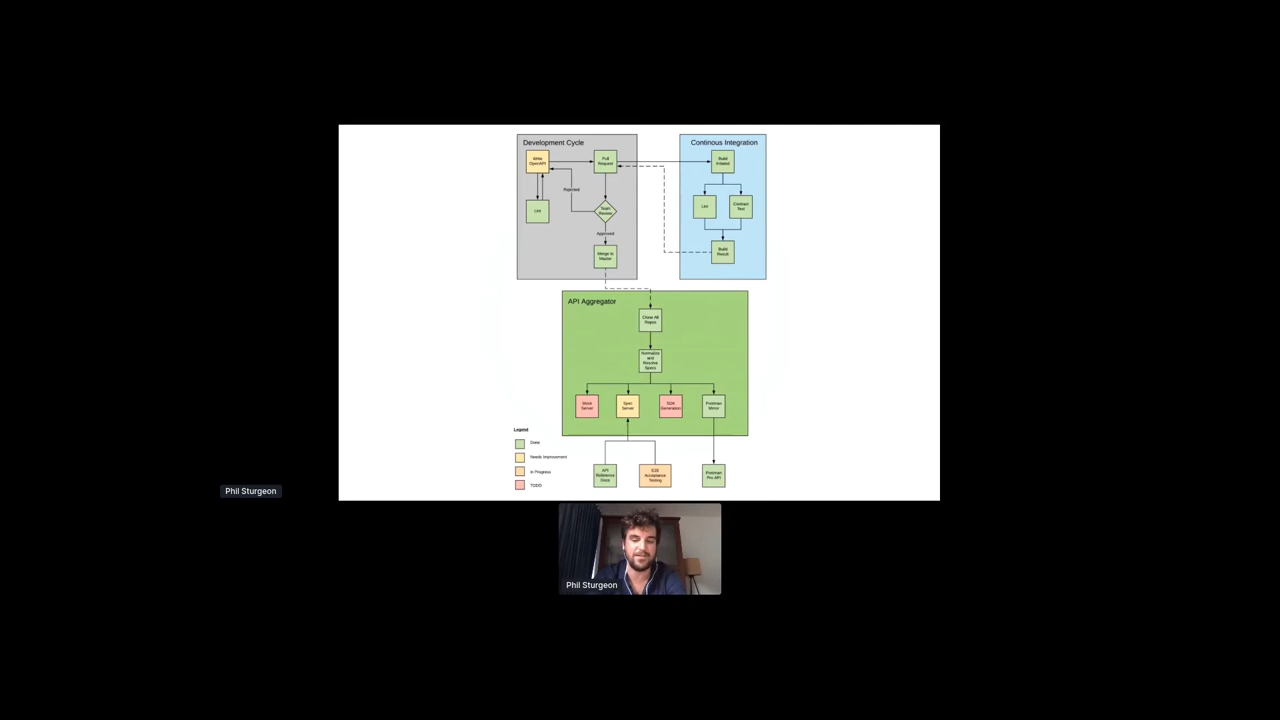 Development Cycle
Write
OpenAPI
Pull
Request
Rejected
Lint
Team
Review
Approved
Merge to
Master
Continous Integration
Build
Initiated
Lint
Contract
Test
Build
Result
API Aggregator
Clone All
Repos
Normalize
and
Resolve
Specs
Mock
Server
Spec
Server
SDK
Generation
Postman
Mirror
Legend
Done
Needs Improvement
In Progress
TODO
API
Reference
Docs
E2E
Acceptance
Testing
Postman
Pro API
Phil Sturgeon
Phil Sturgeon